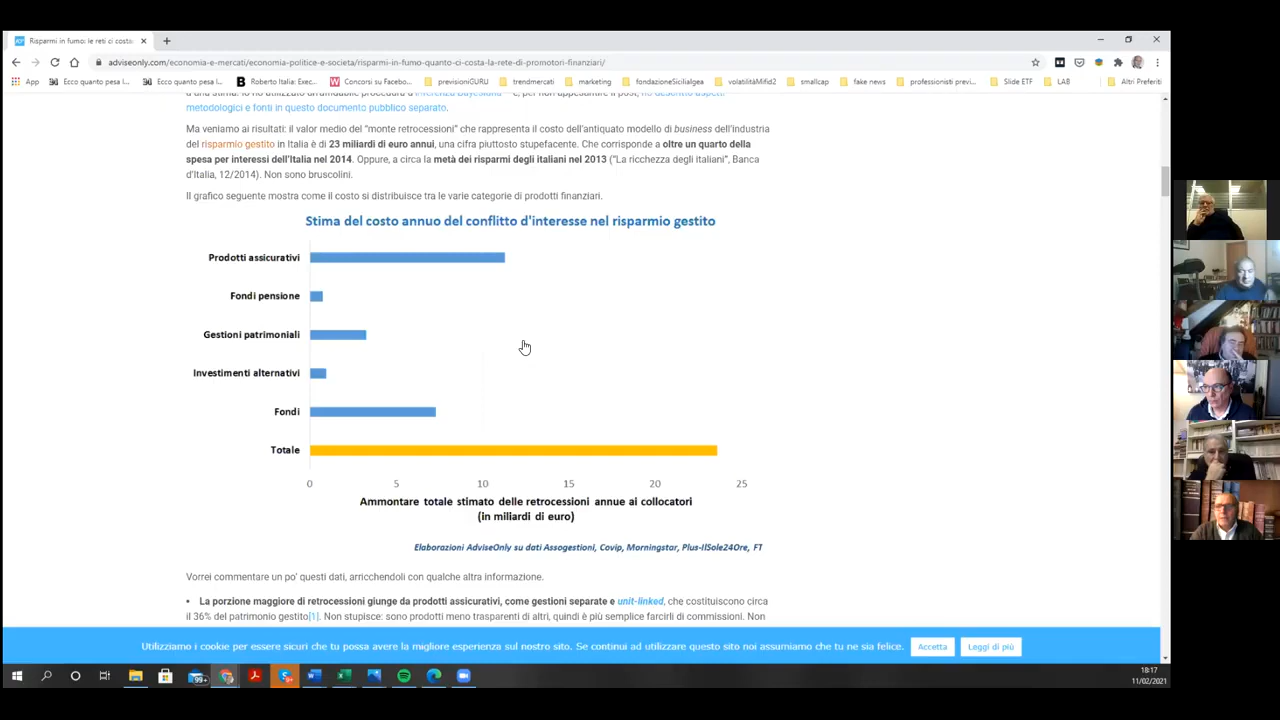 Risparmi in fumo: le reti ci costa
adviseonly.com/economia-e-mercati/economia-politices-e-societa/risparmi-in-fumo-quanto-ci-costa-la-rete-di-promotori-finanziari/
App Ecco quanto pesa l... Ecco quanto pesa l... Roberto Italia: Evol... Concorsi su Facebo... previsioniGURU trendmercati marketing fondazioneSicilialgea volatilitàMifid2 smallcap fake news professionisti previ... Slide ETF LAB Altri Preferiti
metodologici e fonti in questo documento pubblico separato.
Ma veniamo ai risultati: il valor medio del “monte retrocessioni” che rappresenta il costo dell’antiquato modello di business dell’industria
del risparmio gestito in Italia è di 23 miliardi di euro annui, una cifra piuttosto stupefacente. Che corrisponde a oltre un quarto della
spesa per interessi dell’Italia nel 2014. Oppure, a circa la metà dei risparmi degli italiani nel 2013 (“La ricchezza degli italiani”, Banca
d’Italia, 12/2014). Non sono bruscolini.
Il grafico seguente mostra come il costo si distribuisce tra le varie categorie di prodotti finanziari.
Stima del costo annuo del conflitto d'interesse nel risparmio gestito
Prodotti assicurativi
Fondi pensione
Gestioni patrimoniali
Investimenti alternativi
Fondi
Totale
0 5 10 15 20 25
Ammontare totale stimato delle retrocessioni annue ai collocatori
(in miliardi di euro)
Elaborazioni AdviseOnly su dati Assogestioni, Covip, Morningstar, Plus-IlSole24Ore, FT
Vorrei commentare un po’ questi dati, arricchendoli con qualche altra informazione.
• La porzione maggiore di retrocessioni giunge da prodotti assicurativi, come gestioni separate e unit-linked, che costituiscono circa
il 36% del patrimonio gestito[1]. Non stupisce: sono prodotti meno trasparenti di altri, quindi è più semplice farcirli di commissioni. Non
Utilizziamo i cookie per essere sicuri che tu possa avere la migliore esperienza sul nostro sito. Se continui ad utilizzare questo sito noi assumiamo che tu ne sia felice. Accetta Leggi di più
18:17
11/02/2021